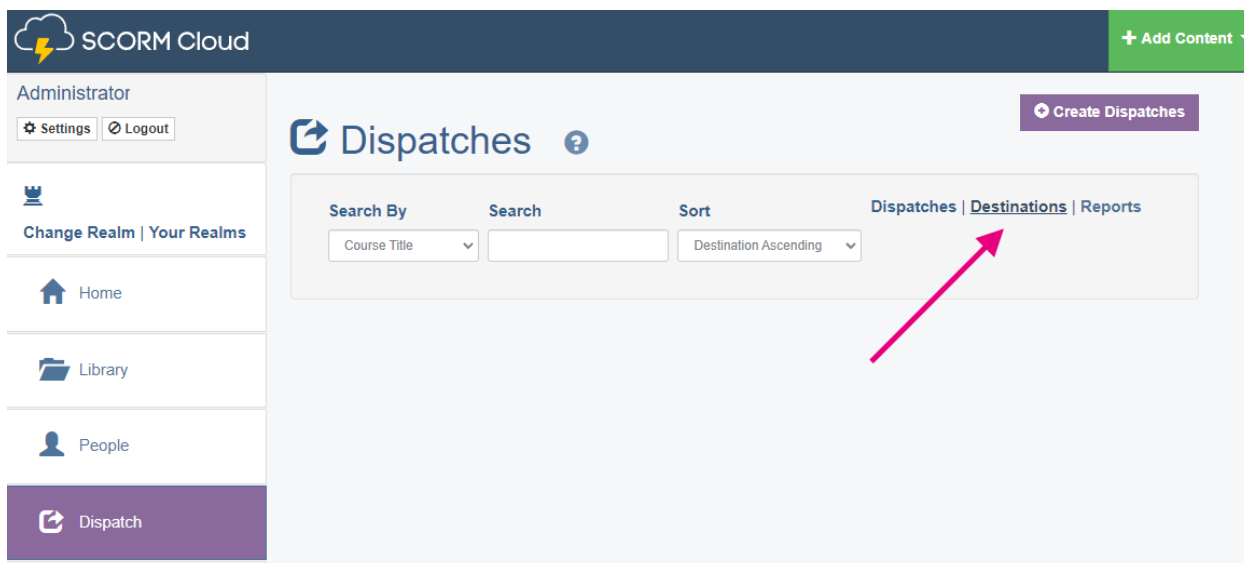 SCORM Cloud
+ Add Content
Administrator
Settings
Logout
Create Dispatches
Dispatches ?
Change Realm | Your Realms
Search By
Search
Sort
Dispatches | Destinations | Reports
Course Title
Destination Ascending
Home
Library
People
Dispatch